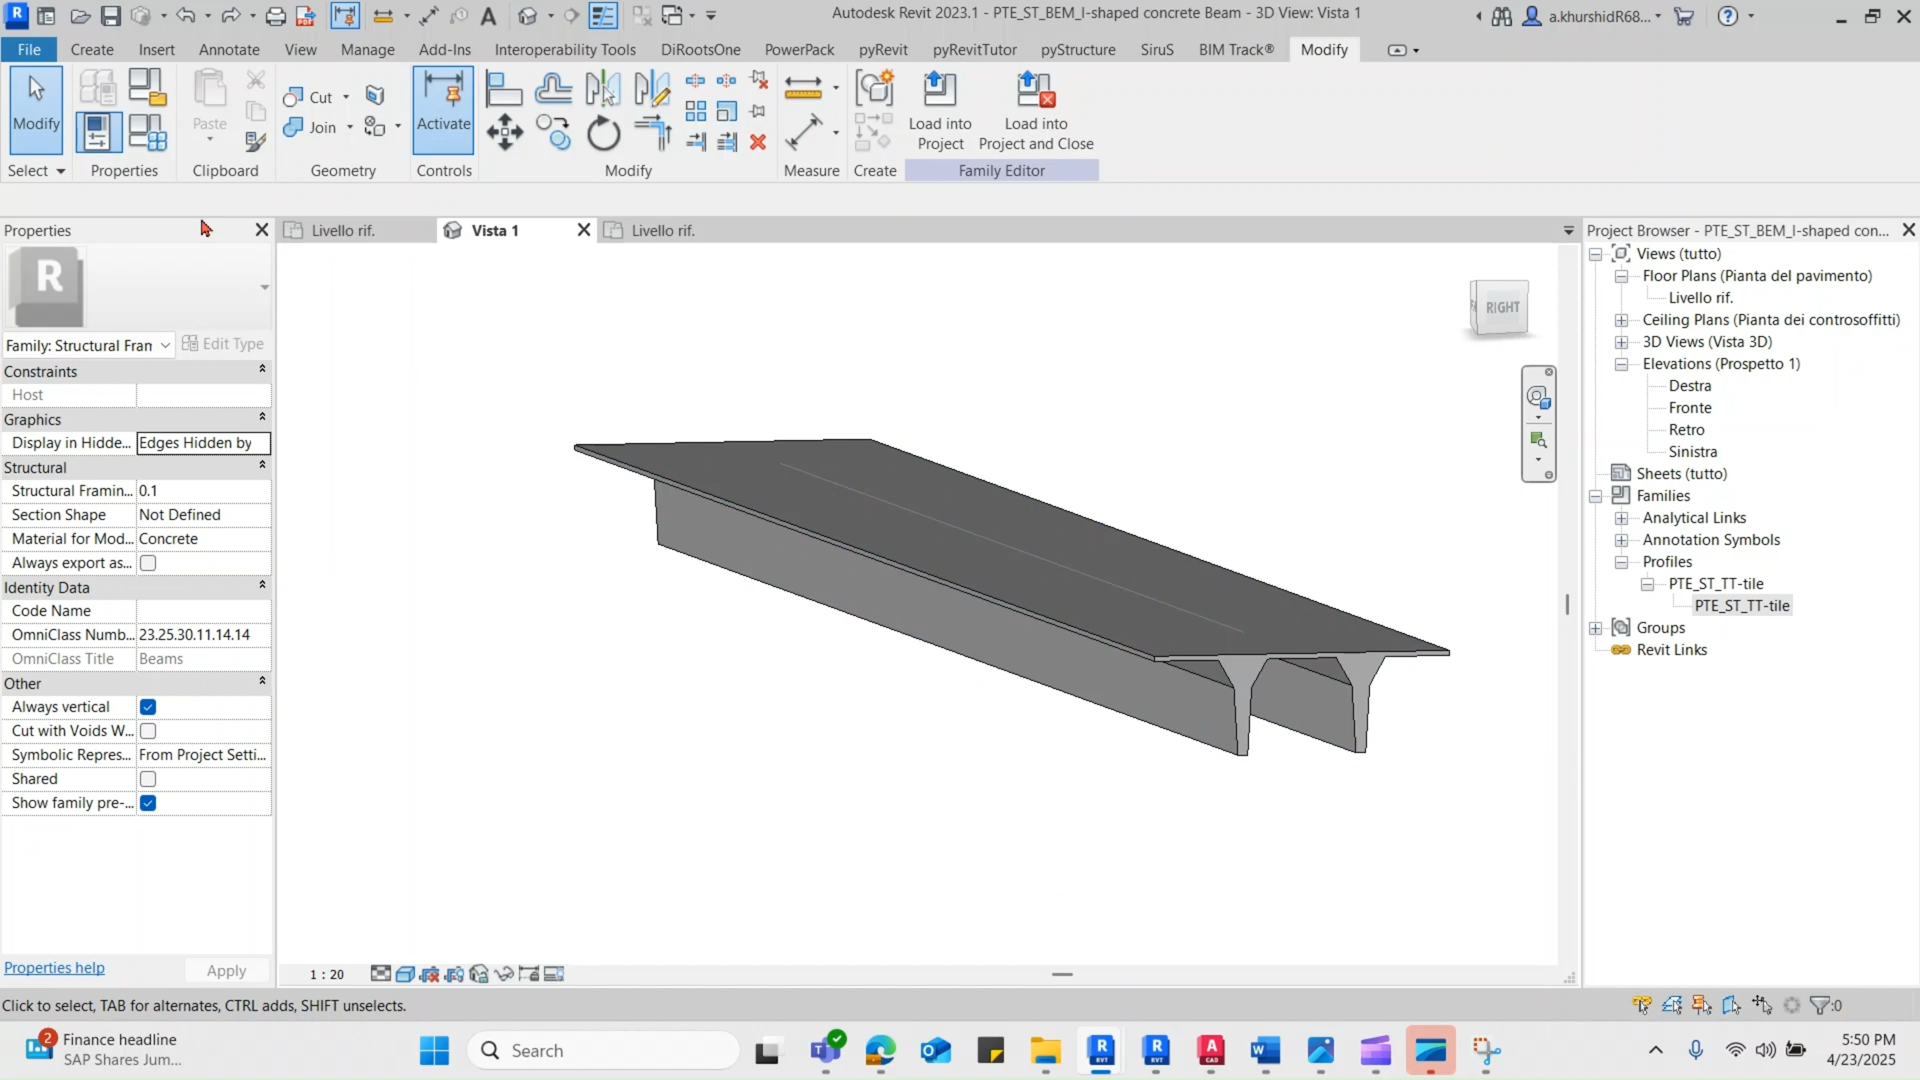 Autodesk Revit 2023.1 - PTE_ST_BEM_I-shaped concrete Beam - 3D View: Vista 1
a.khurshidR68...
File Create Insert Annotate View Manage Add-Ins Interoperability Tools DiRootsOne PowerPack pyRevit pyRevitTutor pyStructure SiruS BIM Track® Modify
Modify
Paste
Cut
Join
Activate
Load into
Project
Load into
Project and Close
Select Properties Clipboard Geometry Controls Modify Measure Create Family Editor
Properties
Livello rif.
Vista 1
Livello rif.
Project Browser - PTE_ST_BEM_I-shaped con...
R
Family: Structural Fran
Edit Type
Constraints
Host
Graphics
Display in Hidde... Edges Hidden by
Structural
Structural Framin... 0.1
Section Shape Not Defined
Material for Mod... Concrete
Always export as...
Identity Data
Code Name
OmniClass Numb... 23.25.30.11.14.14
OmniClass Title Beams
Other
Always vertical
Cut with Voids W...
Symbolic Repres... From Project Setti...
Shared
Show family pre-...
Properties help
Apply
RIGHT
Views (tutto)
Floor Plans (Pianta del pavimento)
Livello rif.
Ceiling Plans (Pianta dei controsoffitti)
3D Views (Vista 3D)
Elevations (Prospetto 1)
Destra
Fronte
Retro
Sinistra
Sheets (tutto)
Families
Analytical Links
Annotation Symbols
Profiles
PTE_ST_TT-tile
PTE_ST_TT-tile
Groups
Revit Links
1 : 20
Click to select, TAB for alternates, CTRL adds, SHIFT unselects.
:0
2
Finance headline
SAP Shares Jum...
Search
5:50 PM
4/23/2025